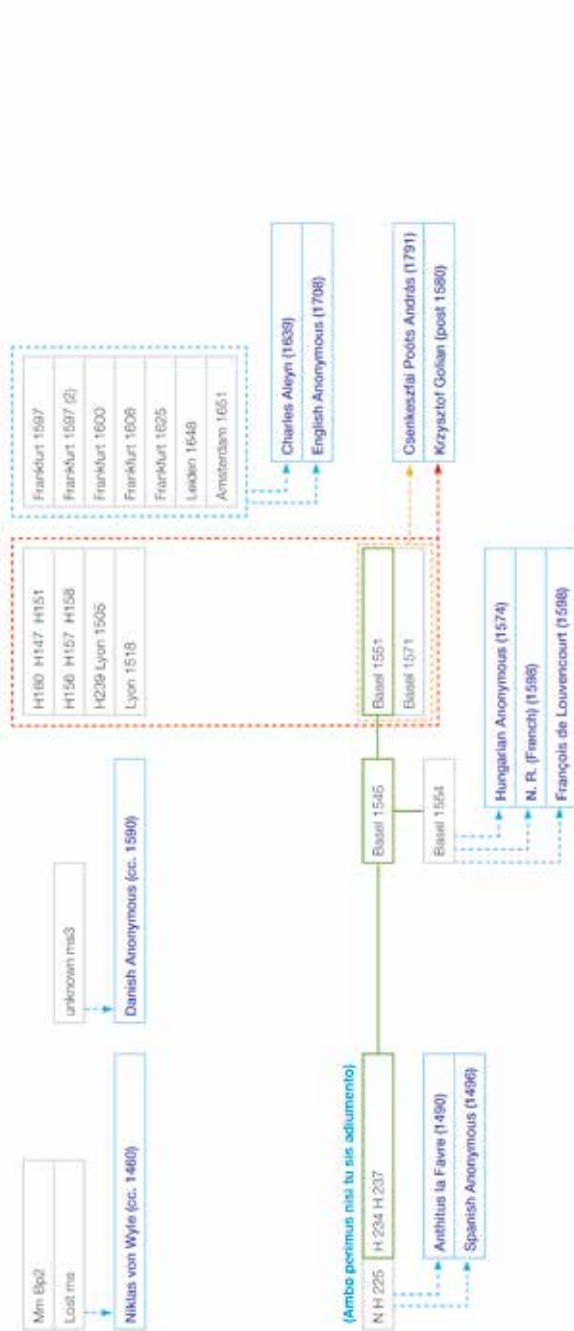 Mm Bp2
Lost ms
Niklas von Wyle (cc. 1460)
unknown ms3
Danish Anonymous (cc. 1590)
H160 H147 H151
H156 H157 H158
H239 Lyon 1505
Lyon 1518
Frankfurt 1597
Frankfurt 1597 (2)
Frankfurt 1600
Frankfurt 1606
Frankfurt 1625
Leiden 1648
Amsterdam 1651
Charles Aleyn (1639)
English Anonymous (1708)
(Ambo perimus nisi tu sis adiumento)
N H 225
H 234 H 237
Anthitus la Favre (1490)
Spanish Anonymous (1496)
Basel 1545
Basel 1554
Basel 1551
Basel 1571
Hungarian Anonymous (1574)
N. R. (French) (1598)
François de Louvencourt (1598)
Csenkeszfai Poóts András (1791)
Krzysztof Golian (post 1580)